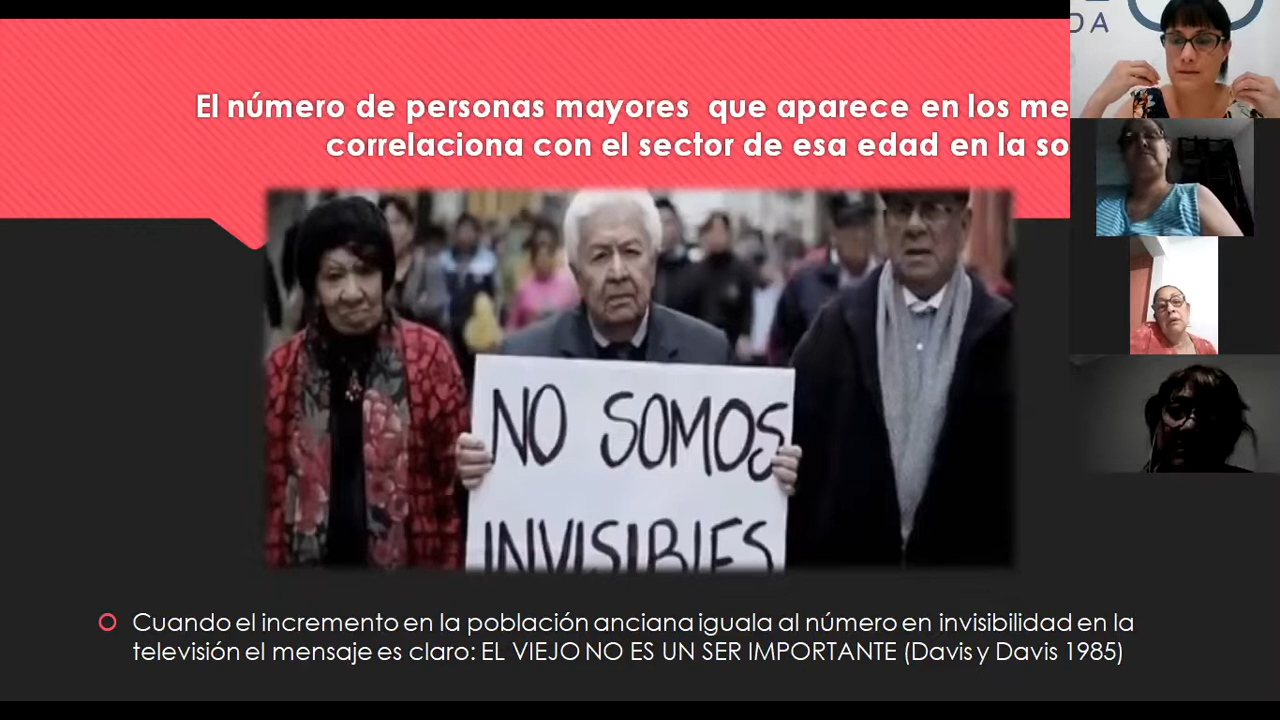 DA
El número de personas mayores que aparece en los me
correlaciona con el sector de esa edad en la so
NO SOMOS
INVISIBLES
Cuando el incremento en la población anciana iguala al número en invisibilidad en la
televisión el mensaje es claro: EL VIEJO NO ES UN SER IMPORTANTE (Davis y Davis 1985)